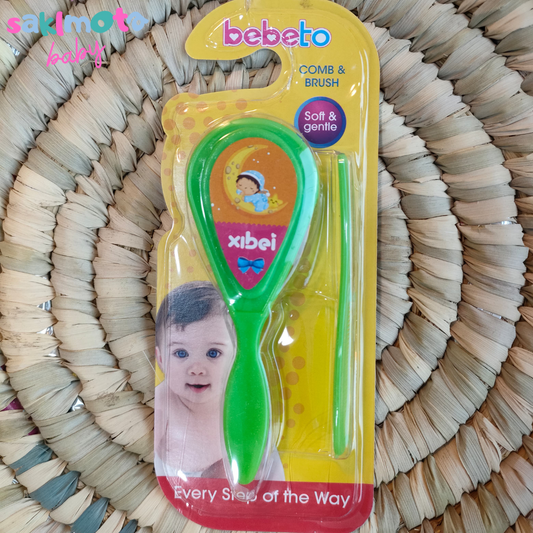 sakimoto
baby
bebeto
COMB &
BRUSH
Soft &
gentle
xibei
Every Step of the Way